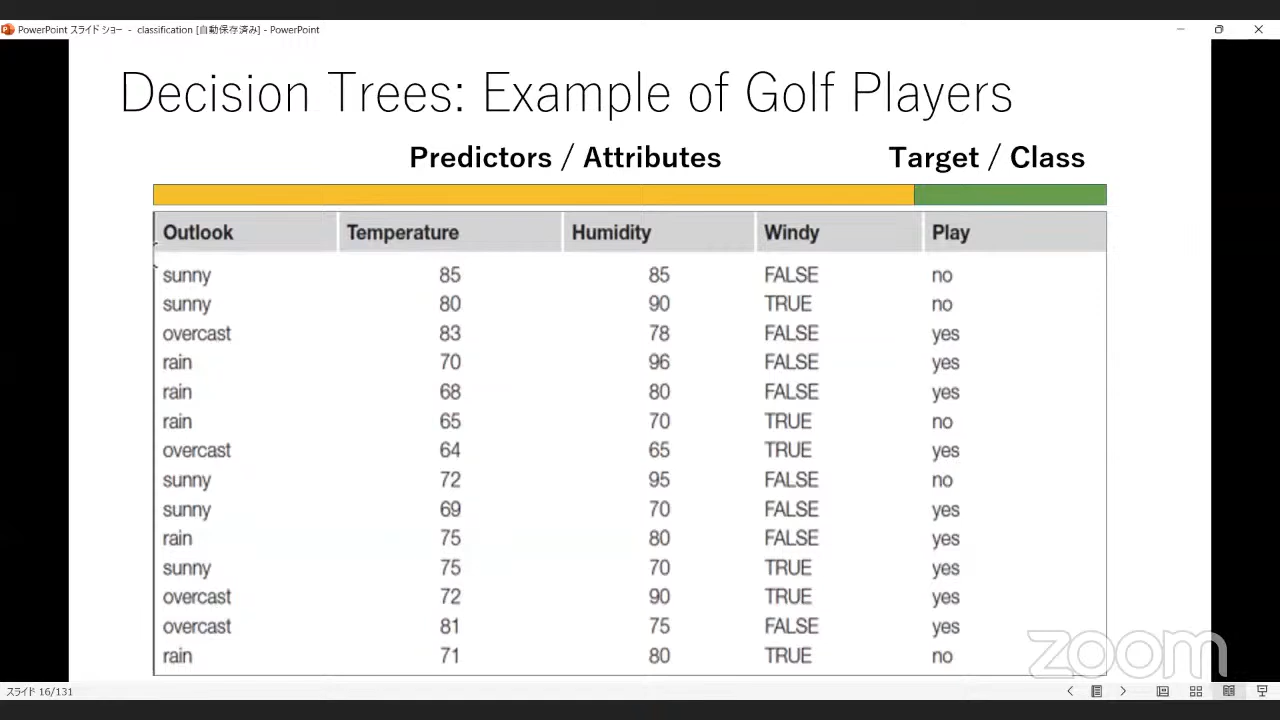 PowerPoint スライド ショー - classification [自動保存済み] - PowerPoint
Decision Trees: Example of Golf Players
Predictors / Attributes Target / Class
Outlook Temperature Humidity Windy Play
sunny 85 85 FALSE no
sunny 80 90 TRUE no
overcast 83 78 FALSE yes
rain 70 96 FALSE yes
rain 68 80 FALSE yes
rain 65 70 TRUE no
overcast 64 65 TRUE yes
sunny 72 95 FALSE no
sunny 69 70 FALSE yes
rain 75 80 FALSE yes
sunny 75 70 TRUE yes
overcast 72 90 TRUE yes
overcast 81 75 FALSE yes
rain 71 80 TRUE no
zoom
スライド 16/131